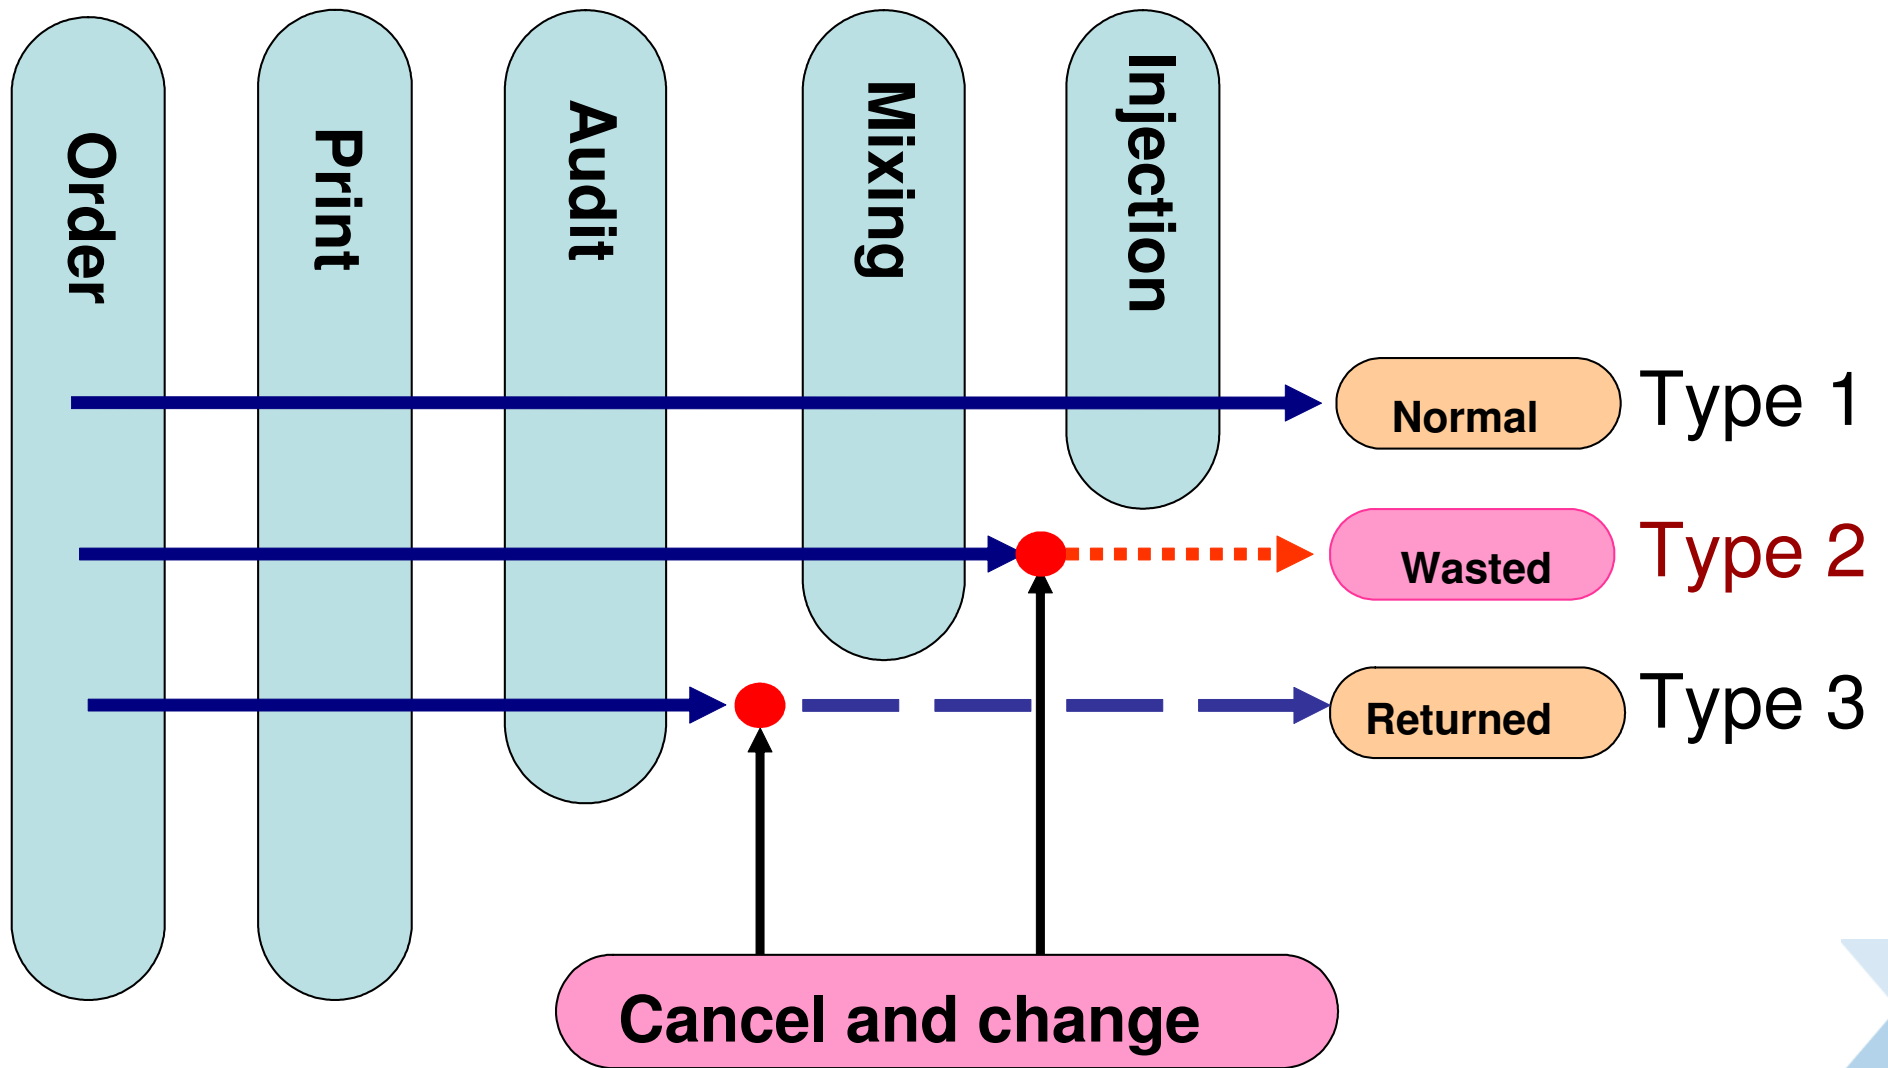 Order
Print
Audit
Mixing
Injection
Normal
Type 1
Wasted
Type 2
Returned
Type 3
Cancel and change